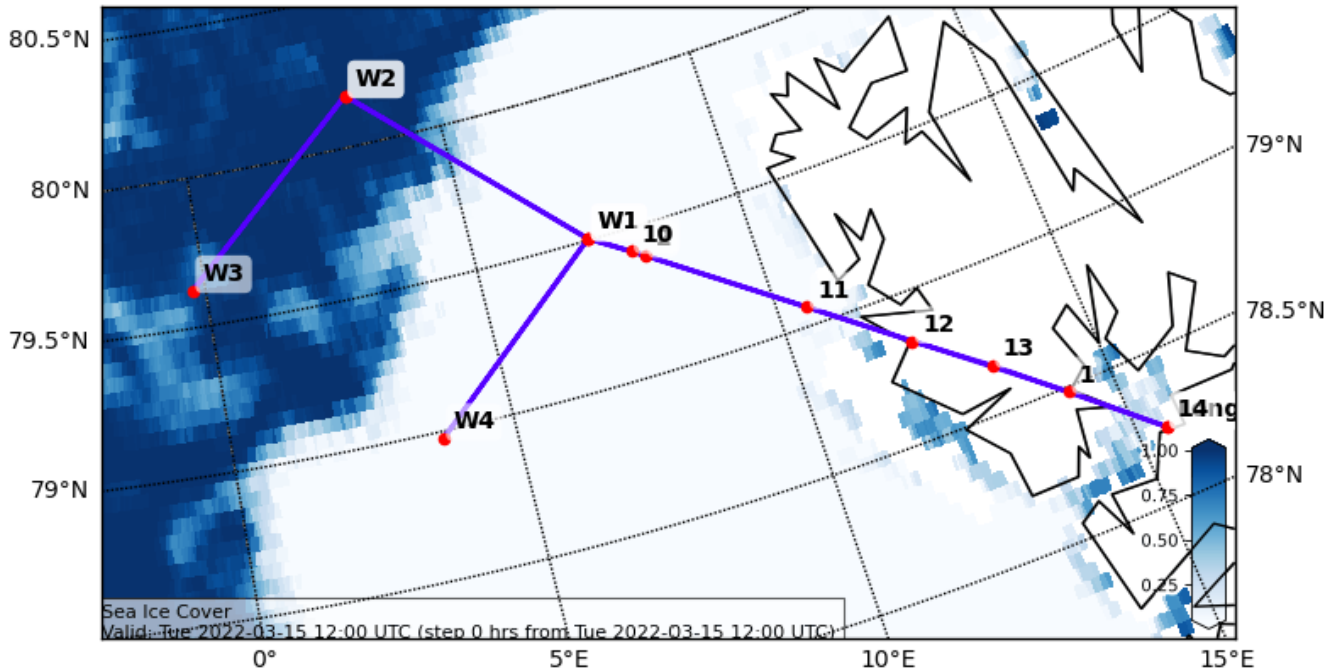 80.5°N
W2
79°N
80°N
W1
10
W3
11
78.5°N
12
79.5°N
13
1
W4
14ng
1.00
79°N
0.75
78°N
0.50
0.25
Sea Ice Cover
Valid: Tue 2022-03-15 12:00 UTC (step 0 hrs from Tue 2022-03-15 12:00 UTC)
0°
5°E
10°E
15°E